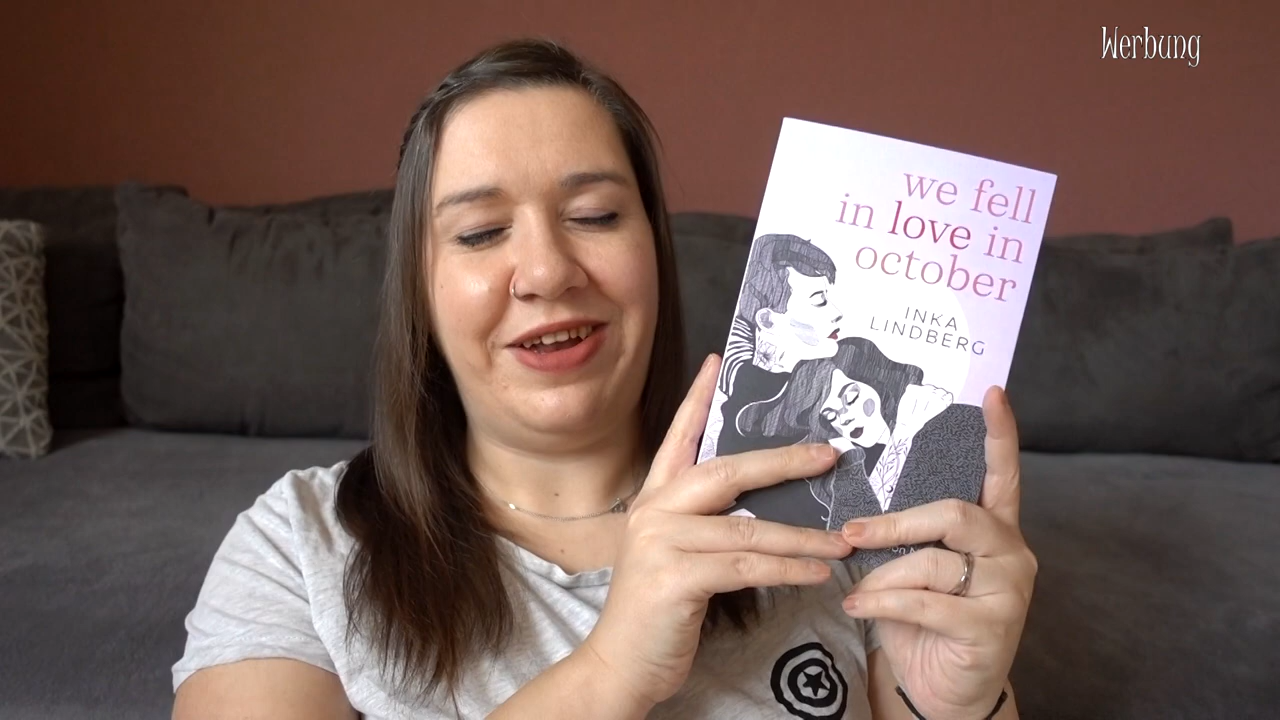 Werbung
we fell
in love in
october
INKA
LINDBERG